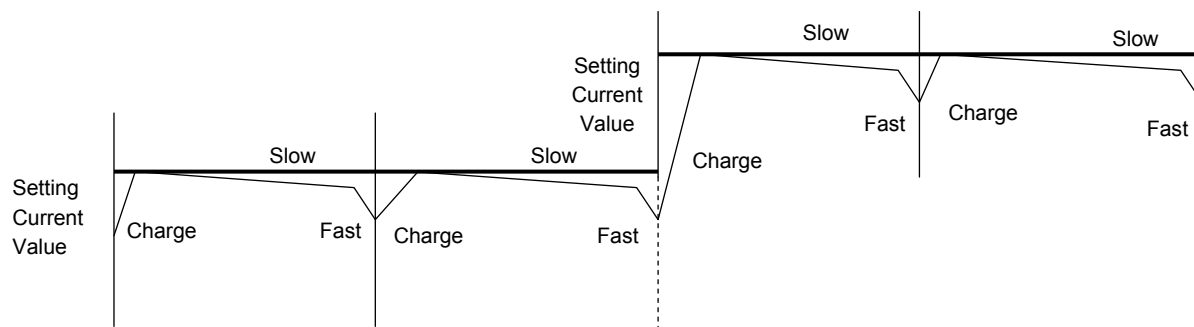 Slow
Slow
Setting
Current
Value
Fast
Charge
Fast
Charge
Slow
Slow
Setting
Current
Value
Charge
Fast
Charge
Fast